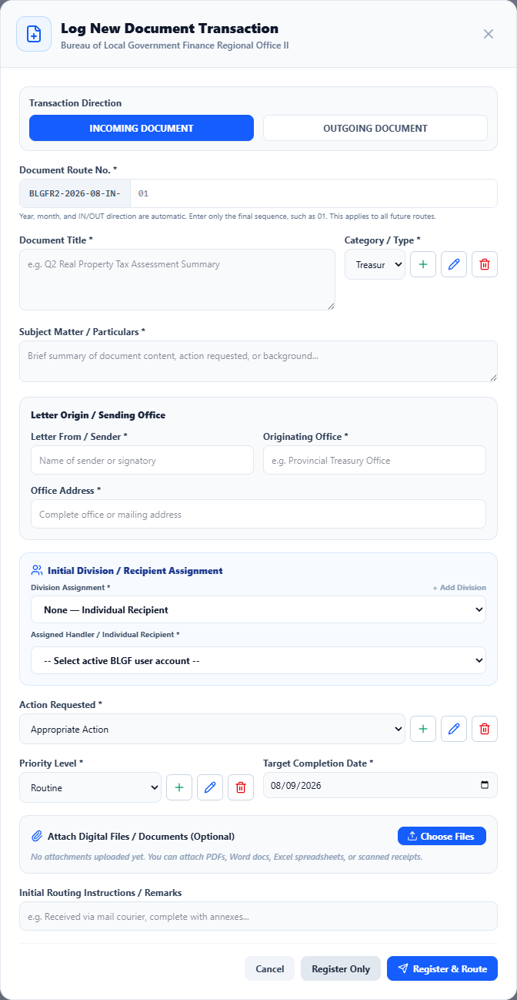 Log New Document Transaction
Bureau of Local Government Finance Regional Office II
Transaction Direction
INCOMING DOCUMENT
OUTGOING DOCUMENT
Document Route No. *
BLGFR2-2026-08-IN- 01
Year, month, and IN/OUT direction are automatic. Enter only the final sequence, such as 01. This applies to all future routes.
Document Title *
e.g. Q2 Real Property Tax Assessment Summary
Category / Type *
Treasur
Subject Matter / Particulars *
Brief summary of document content, action requested, or background...
Letter Origin / Sending Office
Letter From / Sender *
Name of sender or signatory
Originating Office *
e.g. Provincial Treasury Office
Office Address *
Complete office or mailing address
Initial Division / Recipient Assignment
Division Assignment *
+ Add Division
None — Individual Recipient
Assigned Handler / Individual Recipient *
-- Select active BLGF user account --
Action Requested *
Appropriate Action
Priority Level *
Routine
Target Completion Date *
08/09/2026
Attach Digital Files / Documents (Optional)
Choose Files
No attachments uploaded yet. You can attach PDFs, Word docs, Excel spreadsheets, or scanned receipts.
Initial Routing Instructions / Remarks
e.g. Received via mail courier, complete with annexes...
Cancel
Register Only
Register & Route